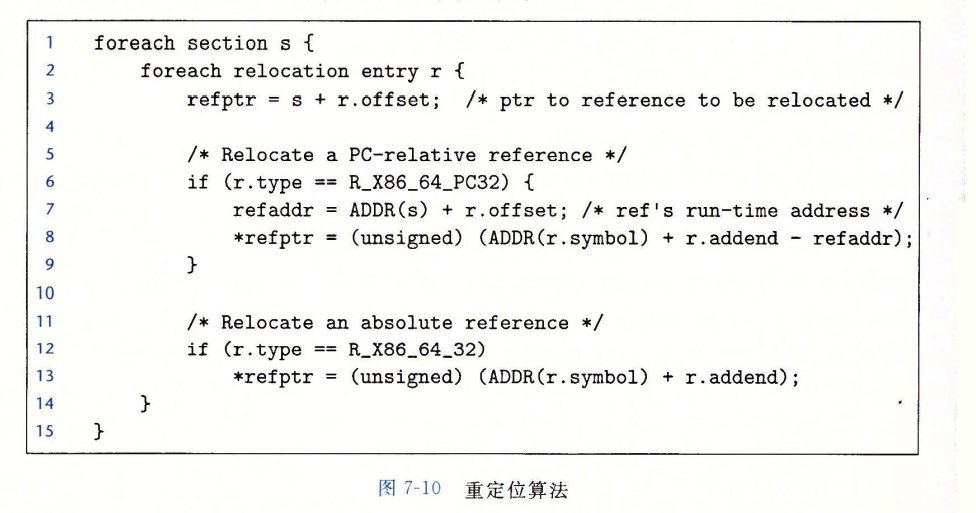 1 foreach section s {
2 foreach relocation entry r {
3 refptr = s + r.offset; /* ptr to reference to be relocated */
4
5 /* Relocate a PC-relative reference */
6 if (r.type == R_X86_64_PC32) {
7 refaddr = ADDR(s) + r.offset; /* ref's run-time address */
8 *refptr = (unsigned) (ADDR(r.symbol) + r.addend - refaddr);
9 }
10
11 /* Relocate an absolute reference */
12 if (r.type == R_X86_64_32)
13 *refptr = (unsigned) (ADDR(r.symbol) + r.addend);
14 }
15 }
图 7-10 重定位算法